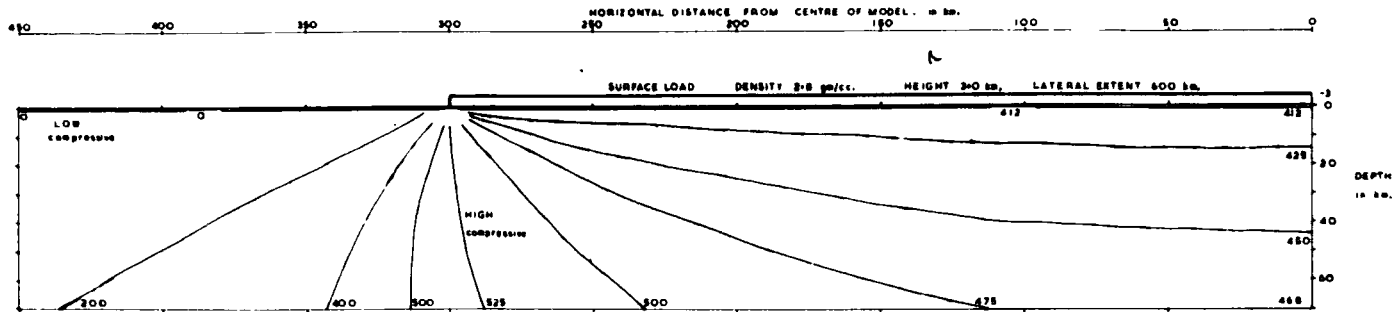 HORIZONTAL DISTANCE FROM CENTRE OF MODEL. in km.
450 400 350 300 250 200 150 100 50 0
SURFACE LOAD DENSITY 2·8 gm/cc. HEIGHT 3·0 km, LATERAL EXTENT 600 km,
-3
0 0 412 412 0
LOW
compressive
425
20
DEPTH
in km.
HIGH
compressive
40
450
60
200 400 500 525 500 475 468